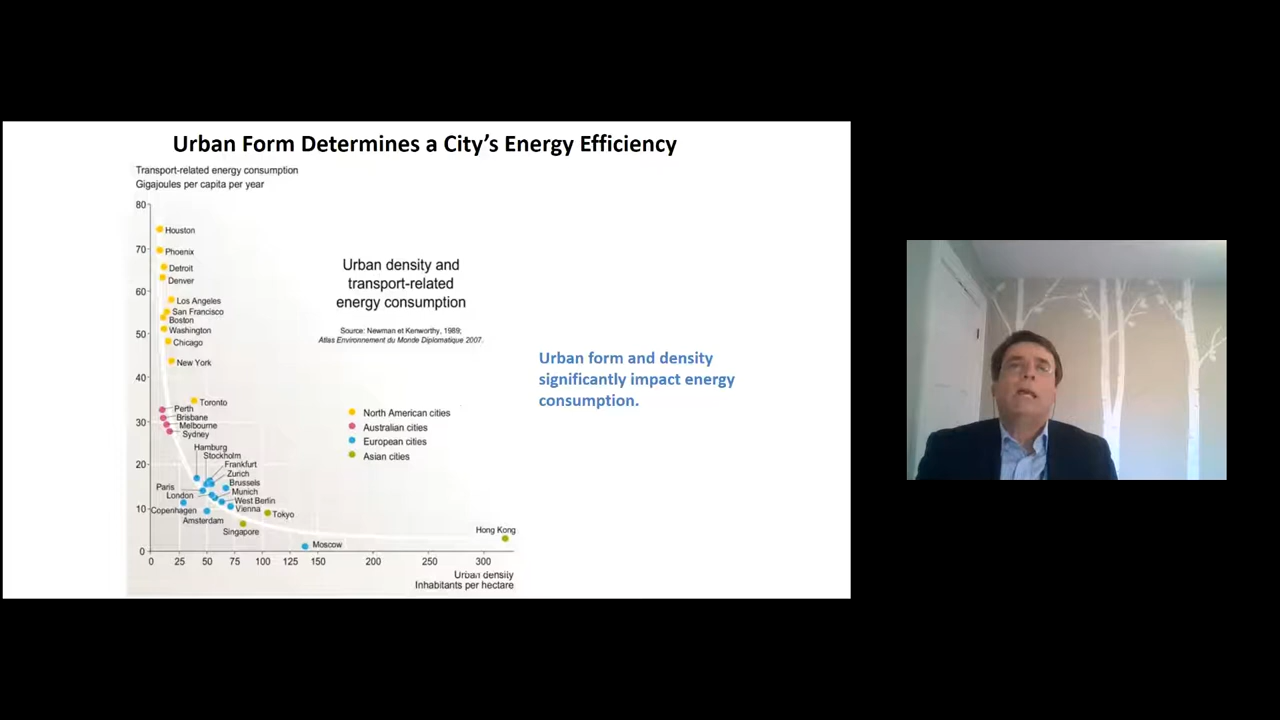 Urban Form Determines a City's Energy Efficiency
Transport-related energy consumption
Gigajoules per capita per year
80
70
60
50
40
30
20
10
0
Houston
Phoenix
Detroit
Denver
Los Angeles
San Francisco
Boston
Washington
Chicago
New York
Toronto
Perth
Brisbane
Melbourne
Sydney
Hamburg
Stockholm
Frankfurt
Zurich
Brussels
Paris
Munich
London
West Berlin
Vienna
Copenhagen
Amsterdam
Tokyo
Singapore
Moscow
Hong Kong
Urban density and
transport-related
energy consumption
Source: Newman et Kenworthy, 1989;
Atlas Environnement du Monde Diplomatique 2007.
North American cities
Australian cities
European cities
Asian cities
0 25 50 75 100 125 150 200 250 300
Urban density
Inhabitants per hectare
Urban form and density
significantly impact energy
consumption.